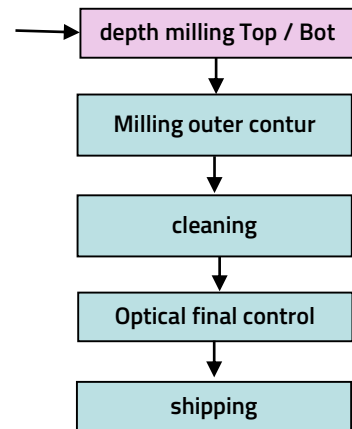 depth milling Top / Bot
Milling outer contur
cleaning
Optical final control
shipping